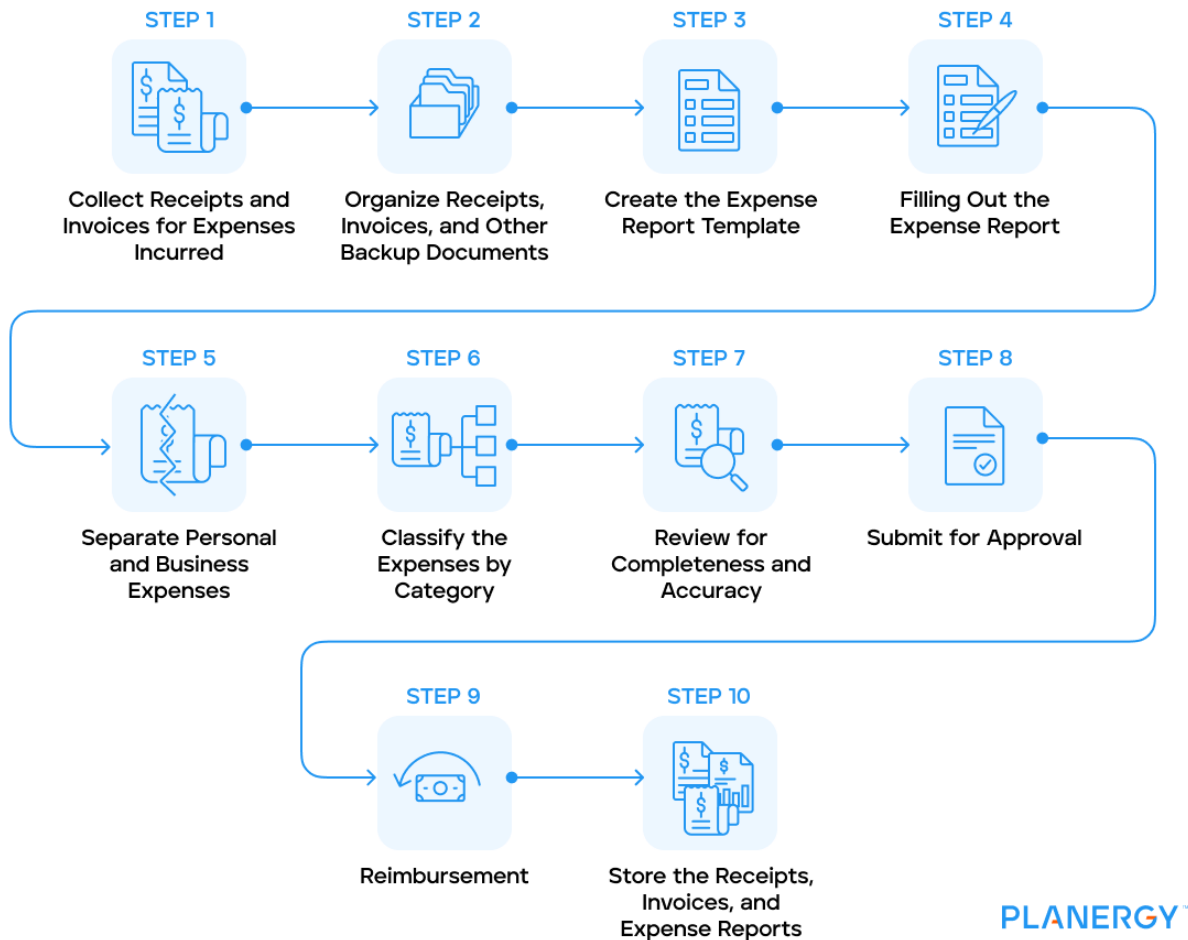 STEP 1
Collect Receipts and
Invoices for Expenses
Incurred
STEP 2
Organize Receipts,
Invoices, and Other
Backup Documents
STEP 3
Create the Expense
Report Template
STEP 4
Filling Out the
Expense Report
STEP 5
Separate Personal
and Business
Expenses
STEP 6
Classify the
Expenses by
Category
STEP 7
Review for
Completeness and
Accuracy
STEP 8
Submit for Approval
STEP 9
Reimbursement
STEP 10
Store the Receipts,
Invoices, and
Expense Reports
PLANERGY™